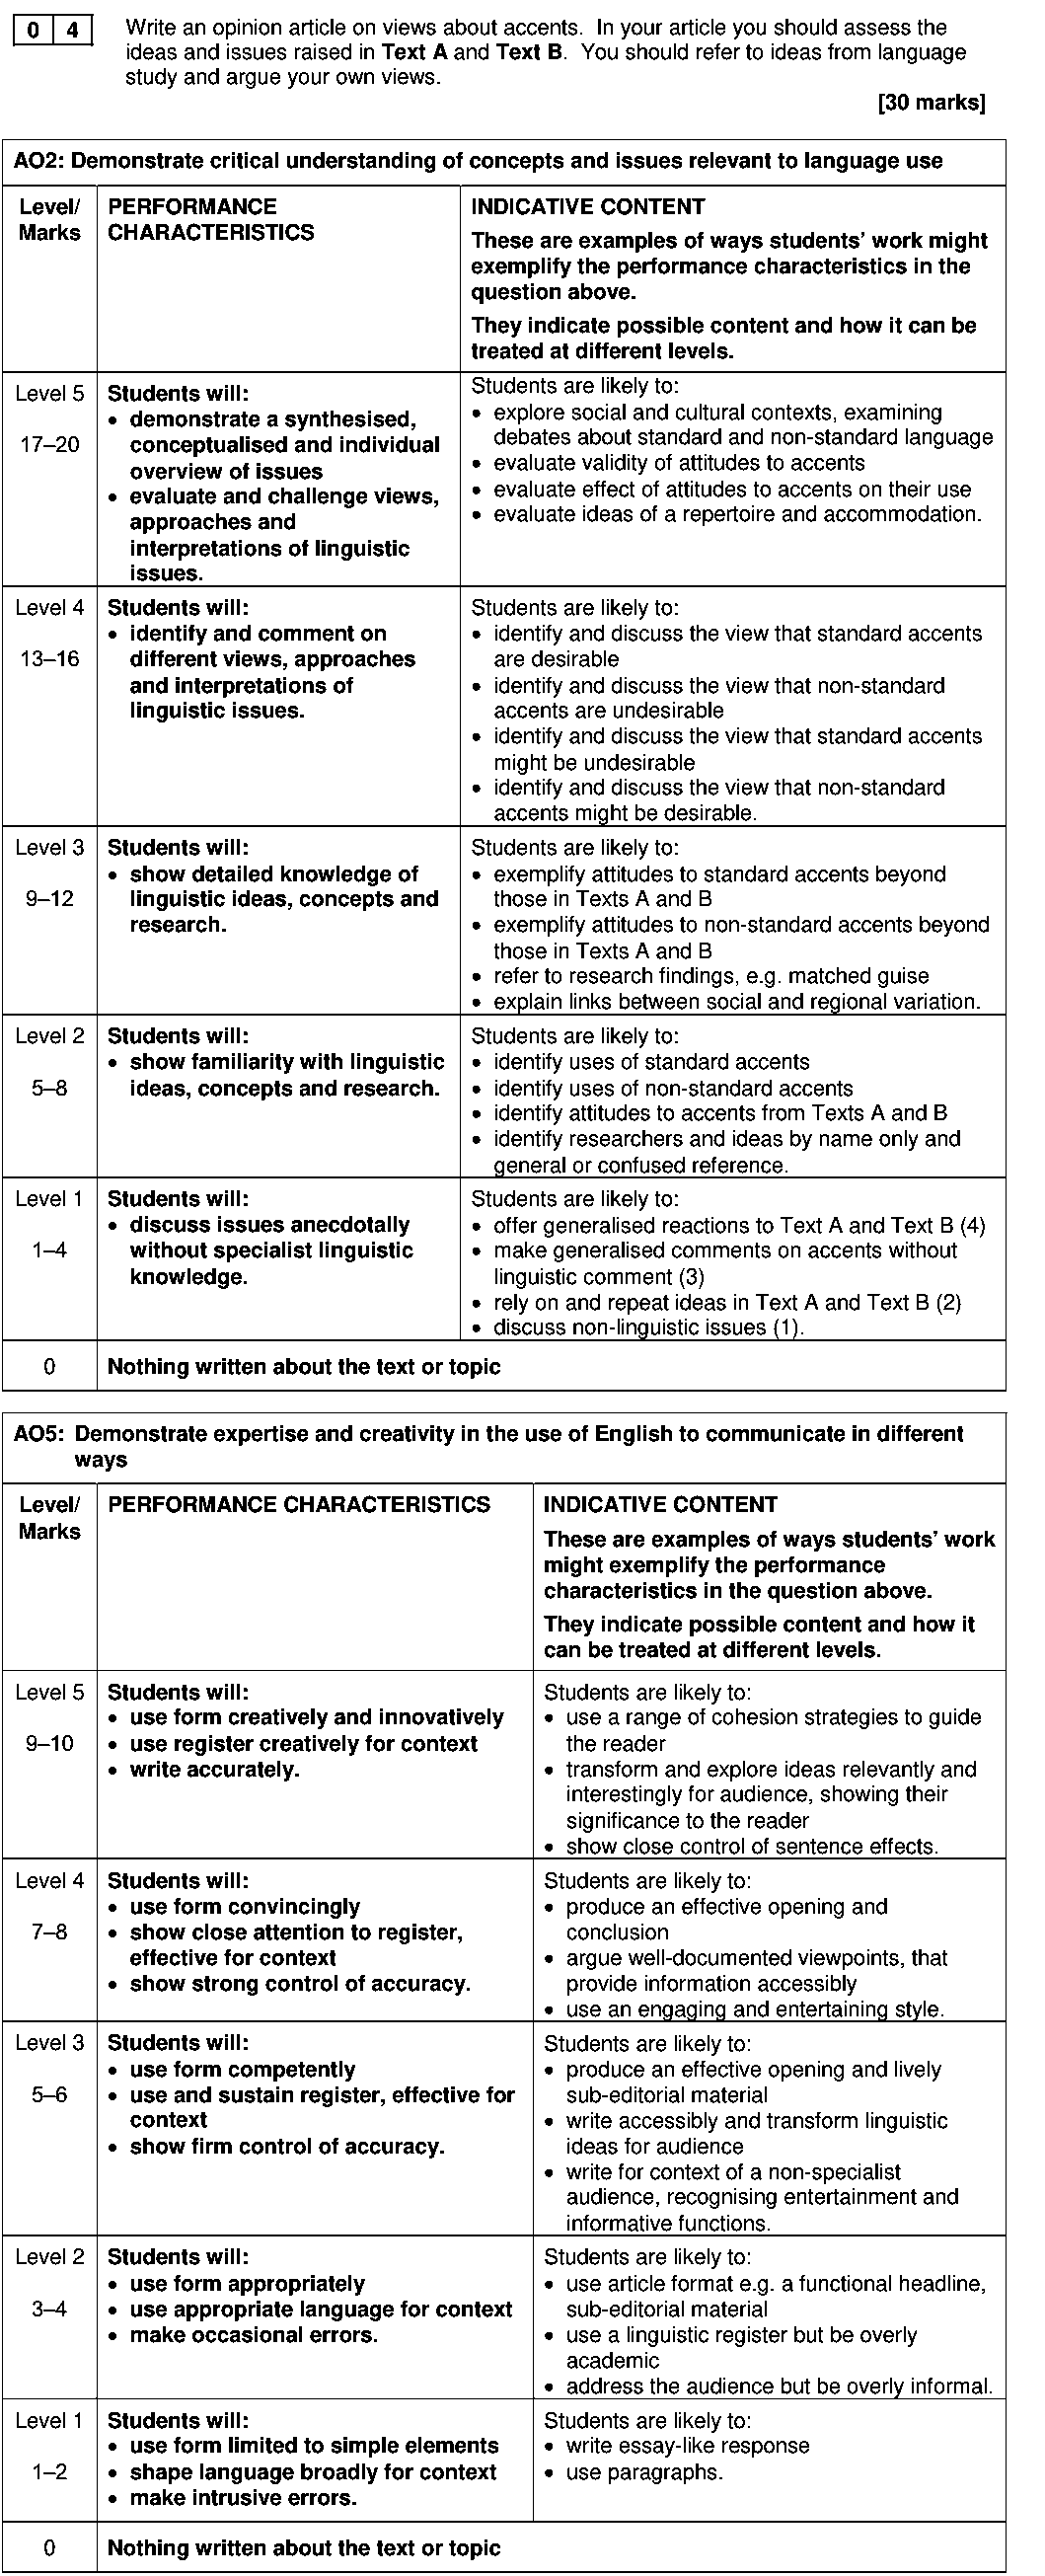 0 4 Write an opinion article on views about accents. In your article you should assess the
ideas and issues raised in Text A and Text B. You should refer to ideas from language
study and argue your own views.
[30 marks]
AO2: Demonstrate critical understanding of concepts and issues relevant to language use
Level/
Marks
PERFORMANCE
CHARACTERISTICS
INDICATIVE CONTENT
These are examples of ways students' work might
exemplify the performance characteristics in the
question above.
They indicate possible content and how it can be
treated at different levels.
Level 5
17–20
Students will:
• demonstrate a synthesised,
conceptualised and individual
overview of issues
• evaluate and challenge views,
approaches and
interpretations of linguistic
issues.
Students are likely to:
• explore social and cultural contexts, examining
debates about standard and non-standard language
• evaluate validity of attitudes to accents
• evaluate effect of attitudes to accents on their use
• evaluate ideas of a repertoire and accommodation.
Level 4
13–16
Students will:
• identify and comment on
different views, approaches
and interpretations of
linguistic issues.
Students are likely to:
• identify and discuss the view that standard accents
are desirable
• identify and discuss the view that non-standard
accents are undesirable
• identify and discuss the view that standard accents
might be undesirable
• identify and discuss the view that non-standard
accents might be desirable.
Level 3
9–12
Students will:
• show detailed knowledge of
linguistic ideas, concepts and
research.
Students are likely to:
• exemplify attitudes to standard accents beyond
those in Texts A and B
• exemplify attitudes to non-standard accents beyond
those in Texts A and B
• refer to research findings, e.g. matched guise
• explain links between social and regional variation.
Level 2
5–8
Students will:
• show familiarity with linguistic
ideas, concepts and research.
Students are likely to:
• identify uses of standard accents
• identify uses of non-standard accents
• identify attitudes to accents from Texts A and B
• identify researchers and ideas by name only and
general or confused reference.
Level 1
1–4
Students will:
• discuss issues anecdotally
without specialist linguistic
knowledge.
Students are likely to:
• offer generalised reactions to Text A and Text B (4)
• make generalised comments on accents without
linguistic comment (3)
• rely on and repeat ideas in Text A and Text B (2)
• discuss non-linguistic issues (1).
0
Nothing written about the text or topic
AO5: Demonstrate expertise and creativity in the use of English to communicate in different
ways
Level/
Marks
PERFORMANCE CHARACTERISTICS
INDICATIVE CONTENT
These are examples of ways students' work
might exemplify the performance
characteristics in the question above.
They indicate possible content and how it
can be treated at different levels.
Level 5
9–10
Students will:
• use form creatively and innovatively
• use register creatively for context
• write accurately.
Students are likely to:
• use a range of cohesion strategies to guide
the reader
• transform and explore ideas relevantly and
interestingly for audience, showing their
significance to the reader
• show close control of sentence effects.
Level 4
7–8
Students will:
• use form convincingly
• show close attention to register,
effective for context
• show strong control of accuracy.
Students are likely to:
• produce an effective opening and
conclusion
• argue well-documented viewpoints, that
provide information accessibly
• use an engaging and entertaining style.
Level 3
5–6
Students will:
• use form competently
• use and sustain register, effective for
context
• show firm control of accuracy.
Students are likely to:
• produce an effective opening and lively
sub-editorial material
• write accessibly and transform linguistic
ideas for audience
• write for context of a non-specialist
audience, recognising entertainment and
informative functions.
Level 2
3–4
Students will:
• use form appropriately
• use appropriate language for context
• make occasional errors.
Students are likely to:
• use article format e.g. a functional headline,
sub-editorial material
• use a linguistic register but be overly
academic
• address the audience but be overly informal.
Level 1
1–2
Students will:
• use form limited to simple elements
• shape language broadly for context
• make intrusive errors.
Students are likely to:
• write essay-like response
• use paragraphs.
0
Nothing written about the text or topic